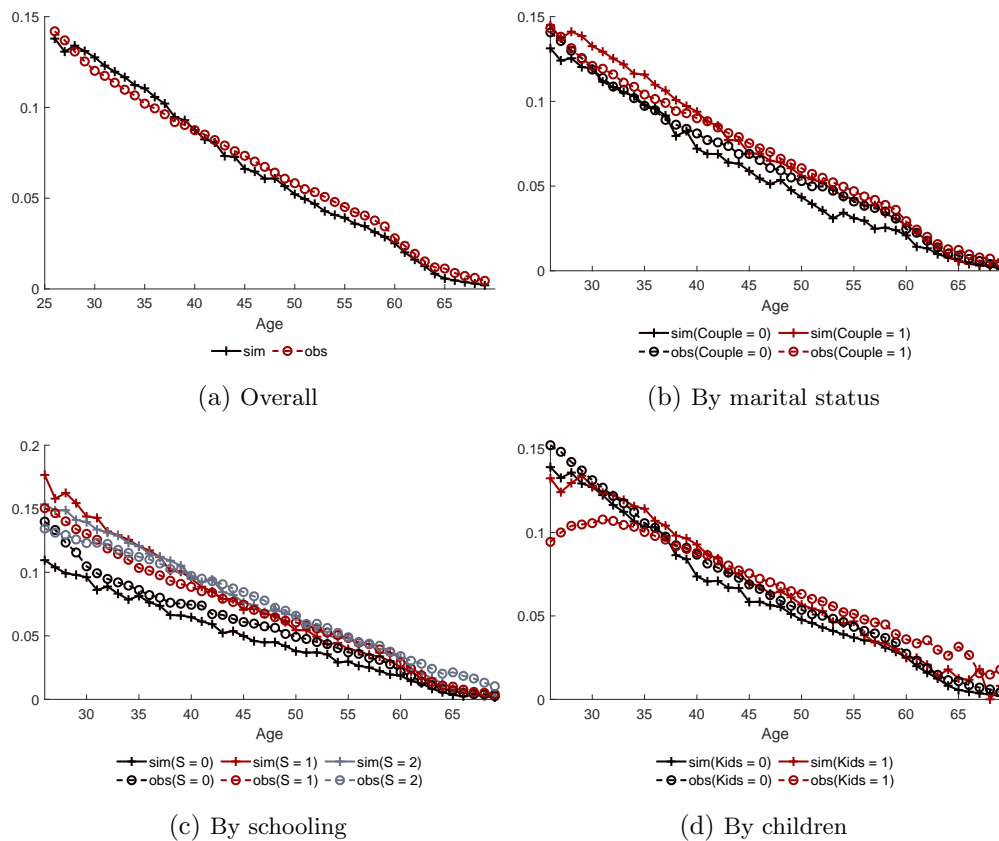 0.15
0.1
0.05
0
25 30 35 40 45 50 55 60 65
Age
sim obs
(a) Overall
0.15
0.1
0.05
0
30 35 40 45 50 55 60 65
Age
sim(Couple = 0) sim(Couple = 1)
obs(Couple = 0) obs(Couple = 1)
(b) By marital status
0.2
0.15
0.1
0.05
0
30 35 40 45 50 55 60 65
Age
sim(S = 0) sim(S = 1) sim(S = 2)
obs(S = 0) obs(S = 1) obs(S = 2)
(c) By schooling
0.15
0.1
0.05
0
30 35 40 45 50 55 60 65
Age
sim(Kids = 0) sim(Kids = 1)
obs(Kids = 0) obs(Kids = 1)
(d) By children